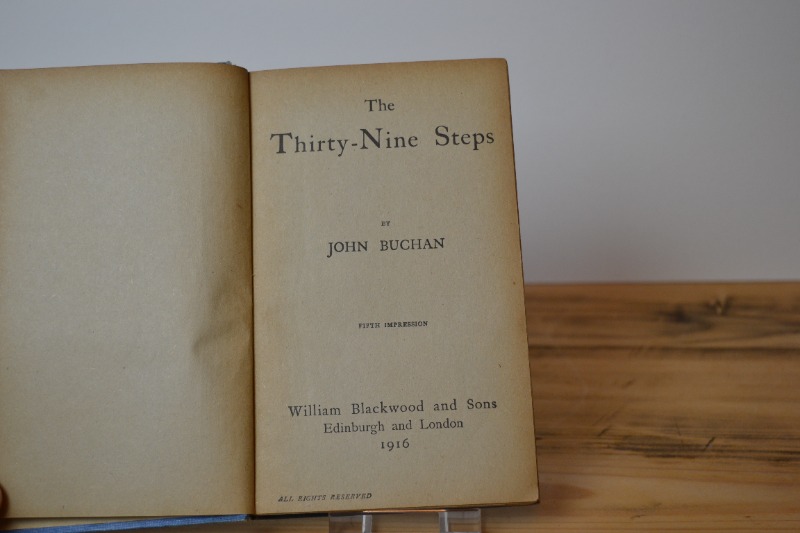 The
Thirty-Nine Steps
BY
JOHN BUCHAN
FIFTH IMPRESSION
William Blackwood and Sons
Edinburgh and London
1916
ALL RIGHTS RESERVED